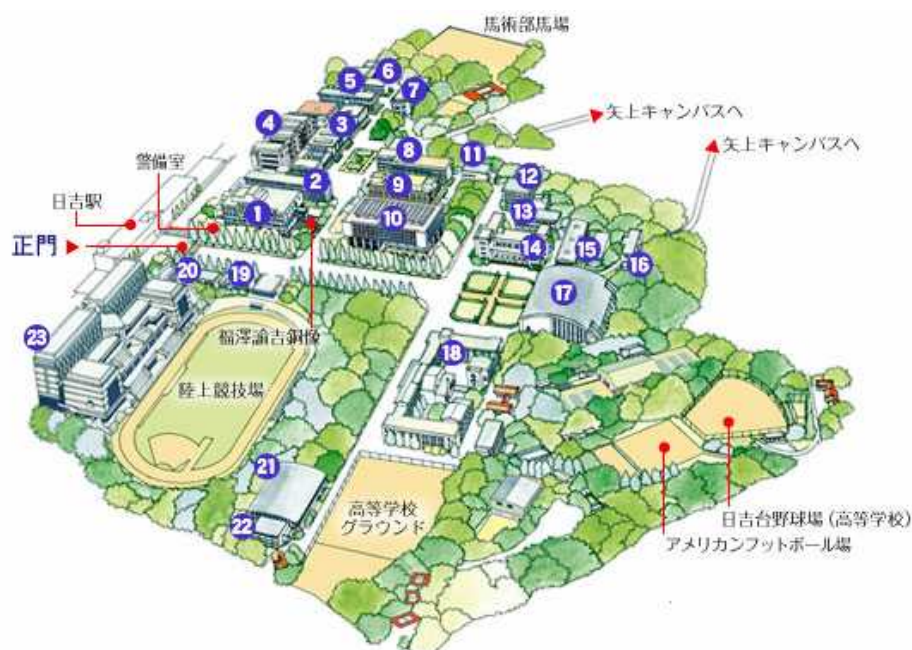 馬術部馬場
6
5
7
矢上キャンパスへ
4
3
矢上キャンパスへ
8
11
警備室
12
2
9
日吉駅
13
1
10
正門
14
15
16
20
19
17
23
福澤諭吉銅像
18
陸上競技場
21
高等学校
グラウンド
22
日吉台野球場(高等学校)
アメリカンフットボール場